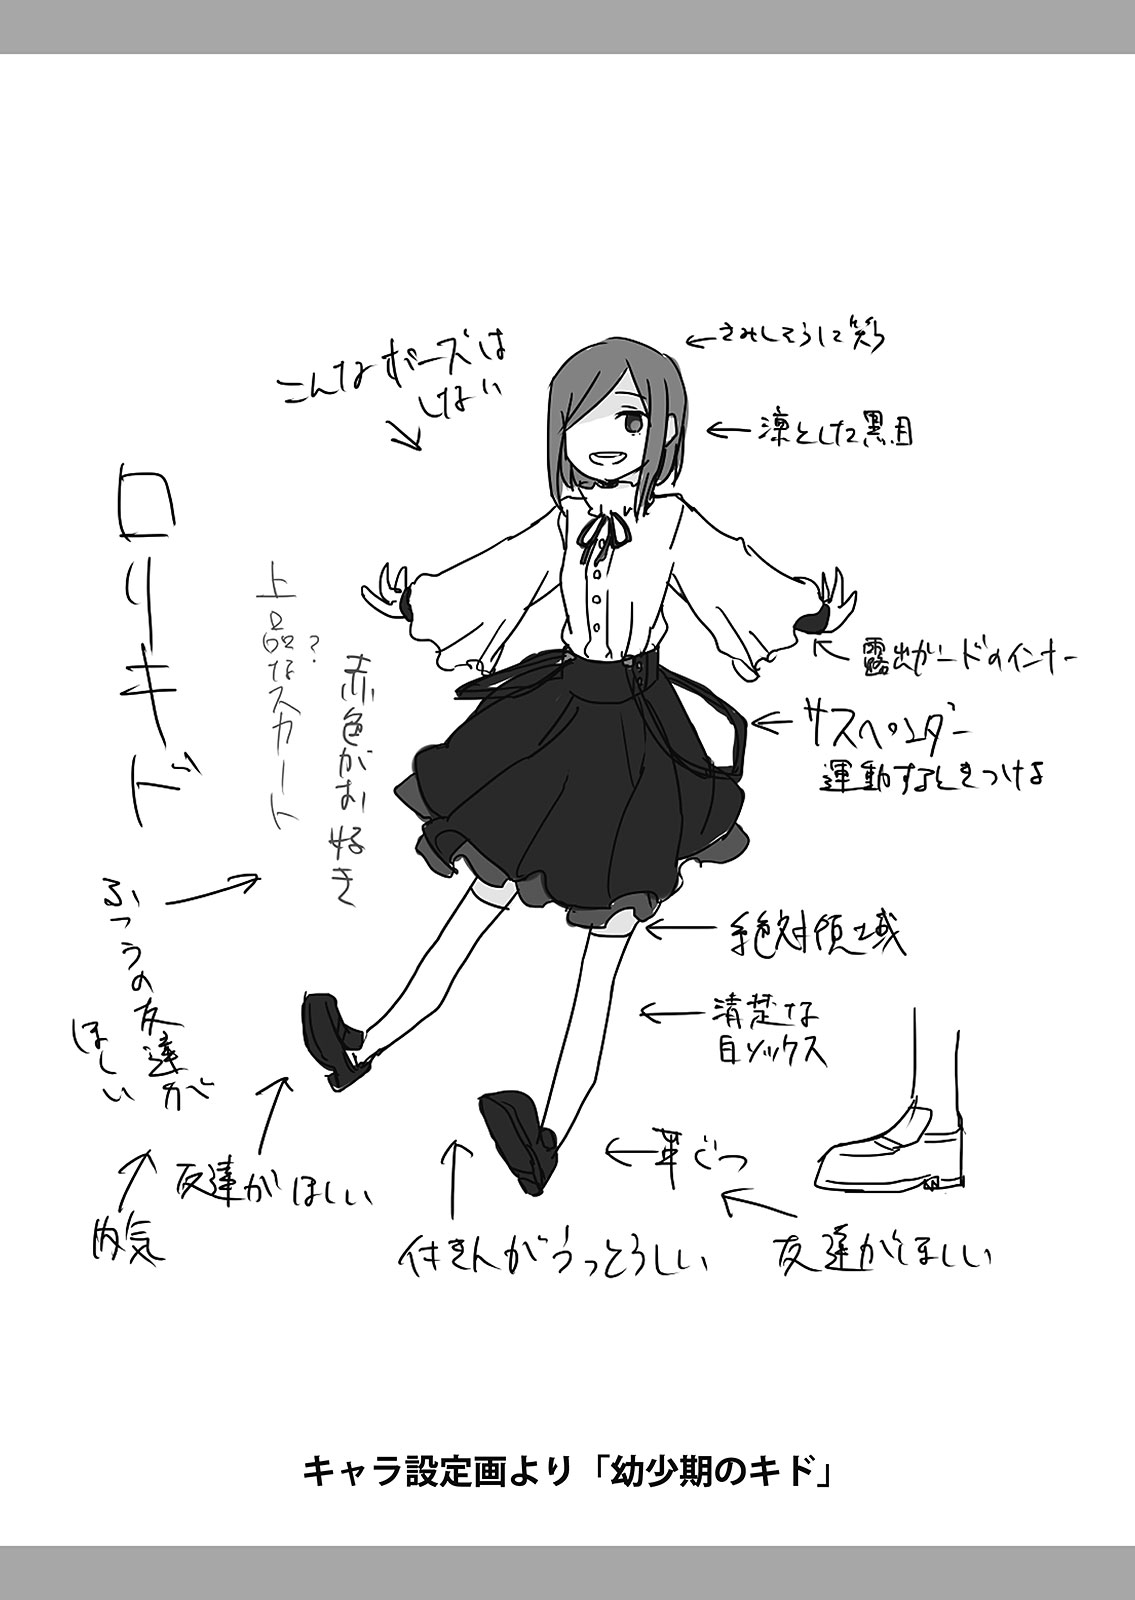 さみしそうに笑う
こんなポーズは
しない
凛とした黒目
ロリキド
上品なスカート
?
赤色がお好き
露出ガードのインナー
サスペンダー
運動するときつける
ふつうの友達が
ほしい
絶対領域
清楚な
白ソックス
革ぐつ
友達がほしい
内気
付きんがうっとうしい
友達がほしい
キャラ設定画より「幼少期のキド」